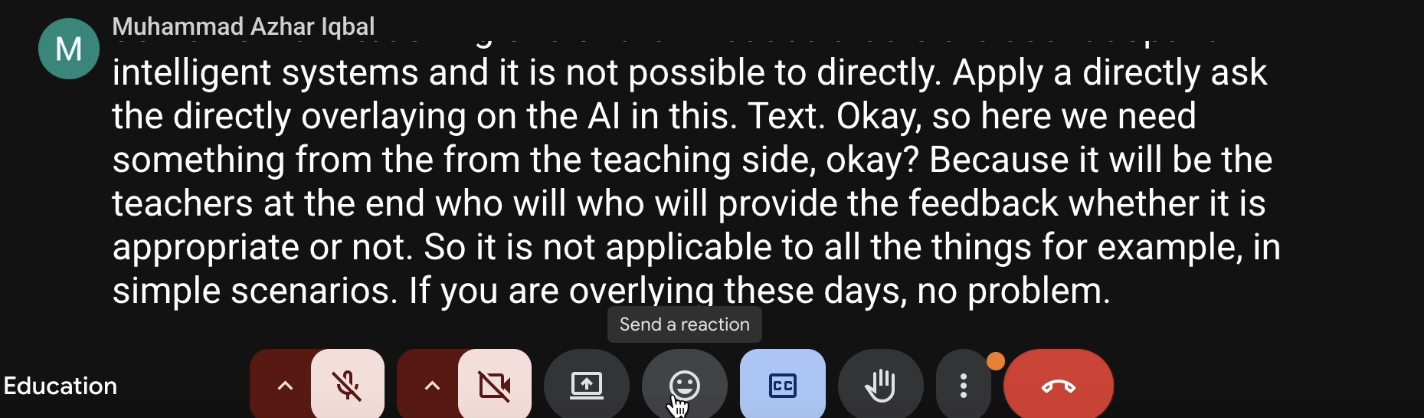 Muhammad Azhar Iqbal
M
intelligent systems and it is not possible to directly. Apply a directly ask
the directly overlaying on the AI in this. Text. Okay, so here we need
something from the from the teaching side, okay? Because it will be the
teachers at the end who will who will provide the feedback whether it is
appropriate or not. So it is not applicable to all the things for example, in
simple scenarios. If you are overlying these days, no problem.
Send a reaction
Education
CC